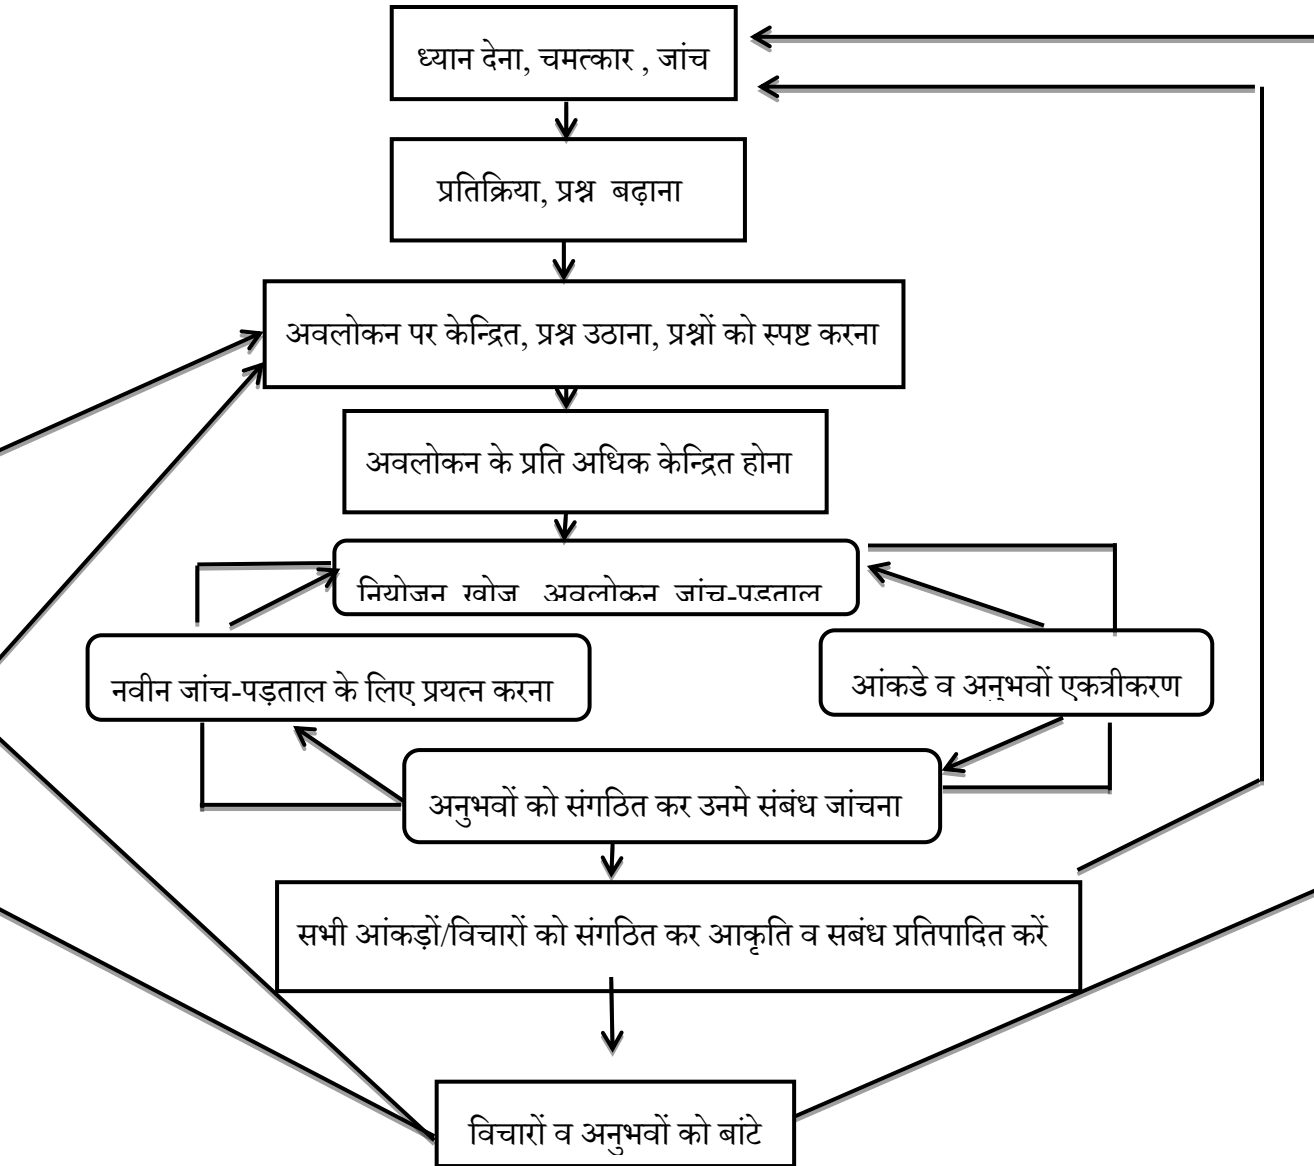 ध्यान देना, चमत्कार , जांच
प्रतिक्रिया, प्रश्न बढ़ाना
अवलोकन पर केन्द्रित, प्रश्न उठाना, प्रश्नों को स्पष्ट करना
अवलोकन के प्रति अधिक केन्द्रित होना
नियोजन खोज अवलोकन जांच-पड़ताल
नवीन जांच-पड़ताल के लिए प्रयत्न करना
आंकडे व अनुभवों एकत्रीकरण
अनुभवों को संगठित कर उनमे संबंध जांचना
सभी आंकड़ों/विचारों को संगठित कर आकृति व सबंध प्रतिपादित करें
विचारों व अनुभवों को बांटे